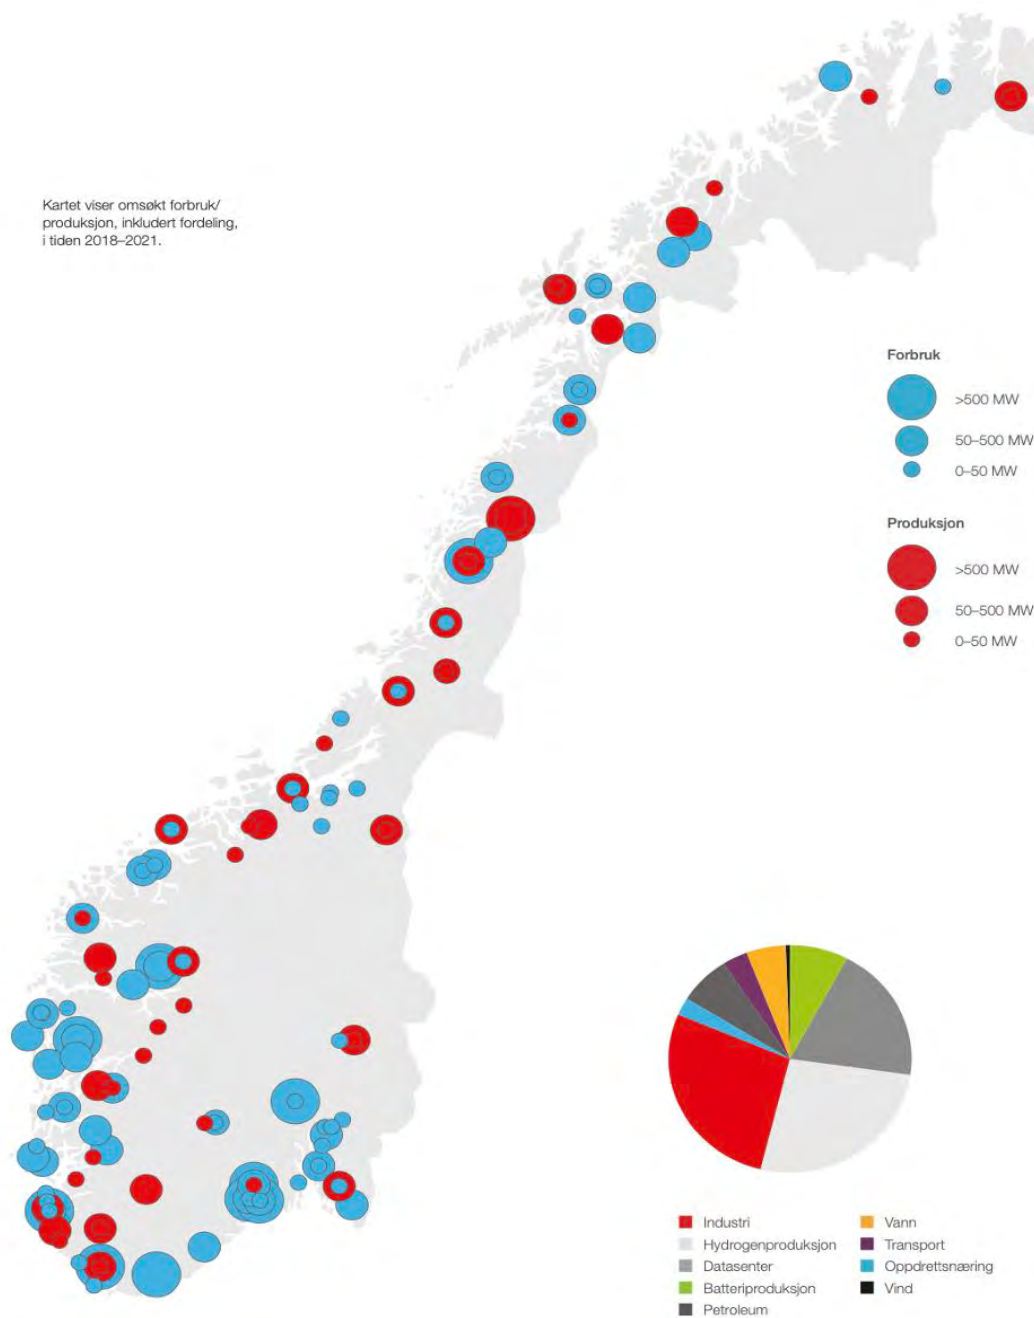 Kartet viser omsøkt forbruk/
produksjon, inkludert fordeling,
i tiden 2018–2021.
Forbruk
>500 MW
50–500 MW
0–50 MW
Produksjon
>500 MW
50–500 MW
0–50 MW
Industri
Hydrogenproduksjon
Datasenter
Batteriproduksjon
Petroleum
Vann
Transport
Oppdrettsnæring
Vind